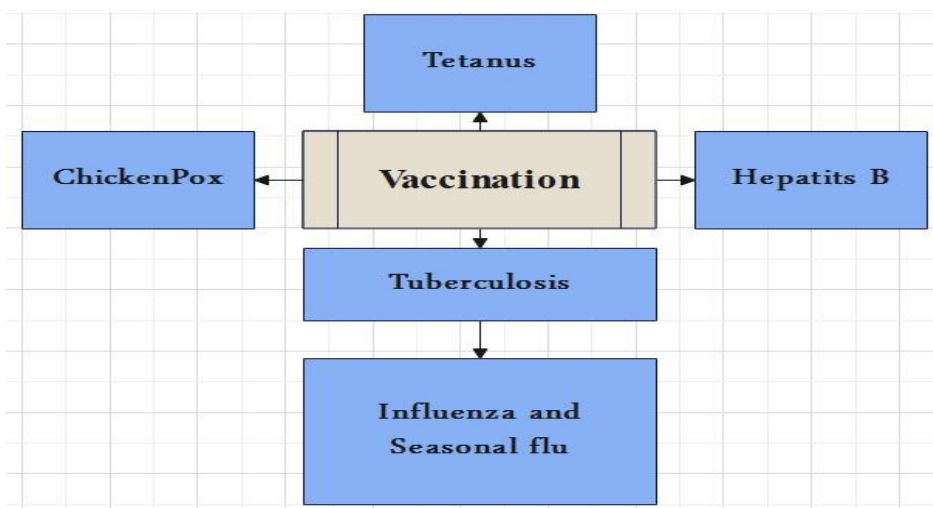 Tetanus
ChickenPox
Vaccination
Hepatits B
Tuberculosis
Influenza and
Seasonal flu